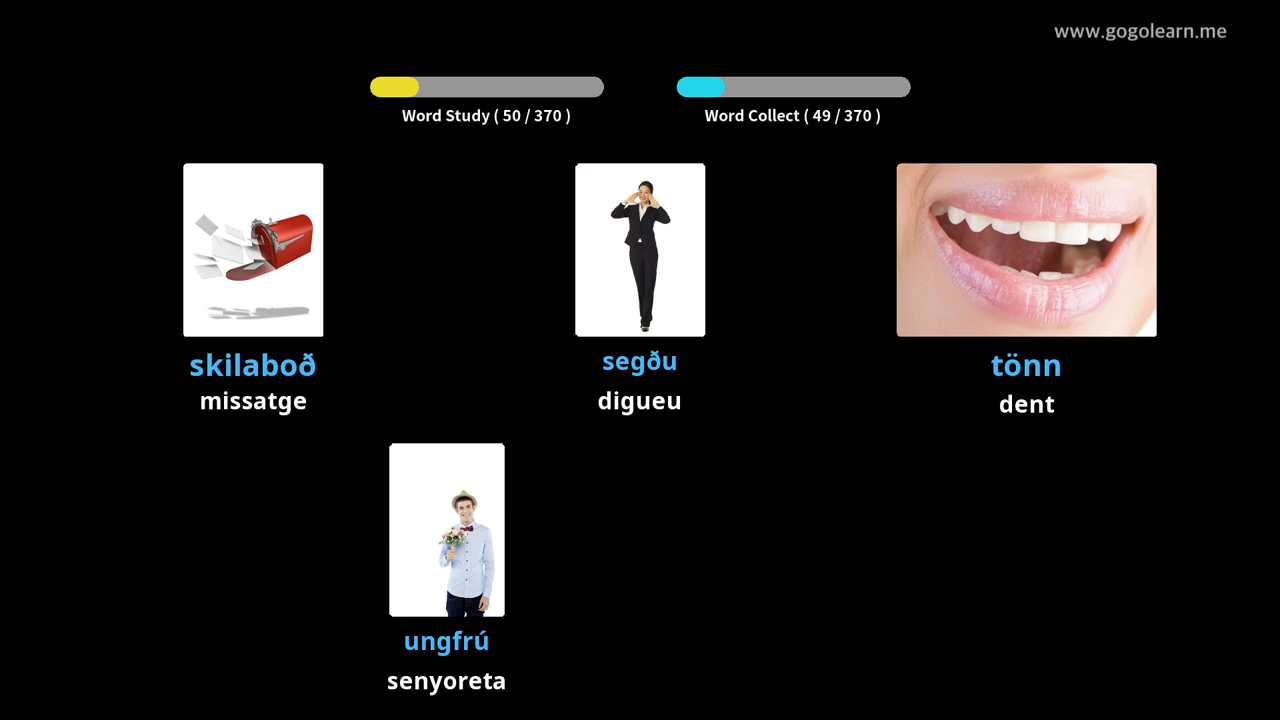 www.gogolearn.me
Word Study ( 50 / 370 )
Word Collect ( 49 / 370 )
skilaboð
missatge
segðu
digueu
tönn
dent
ungfrú
senyoreta